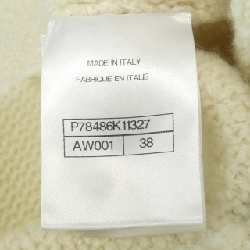 MADE IN ITALY
FABRIQUE EN ITALIE
P78486K11327
AW001 38